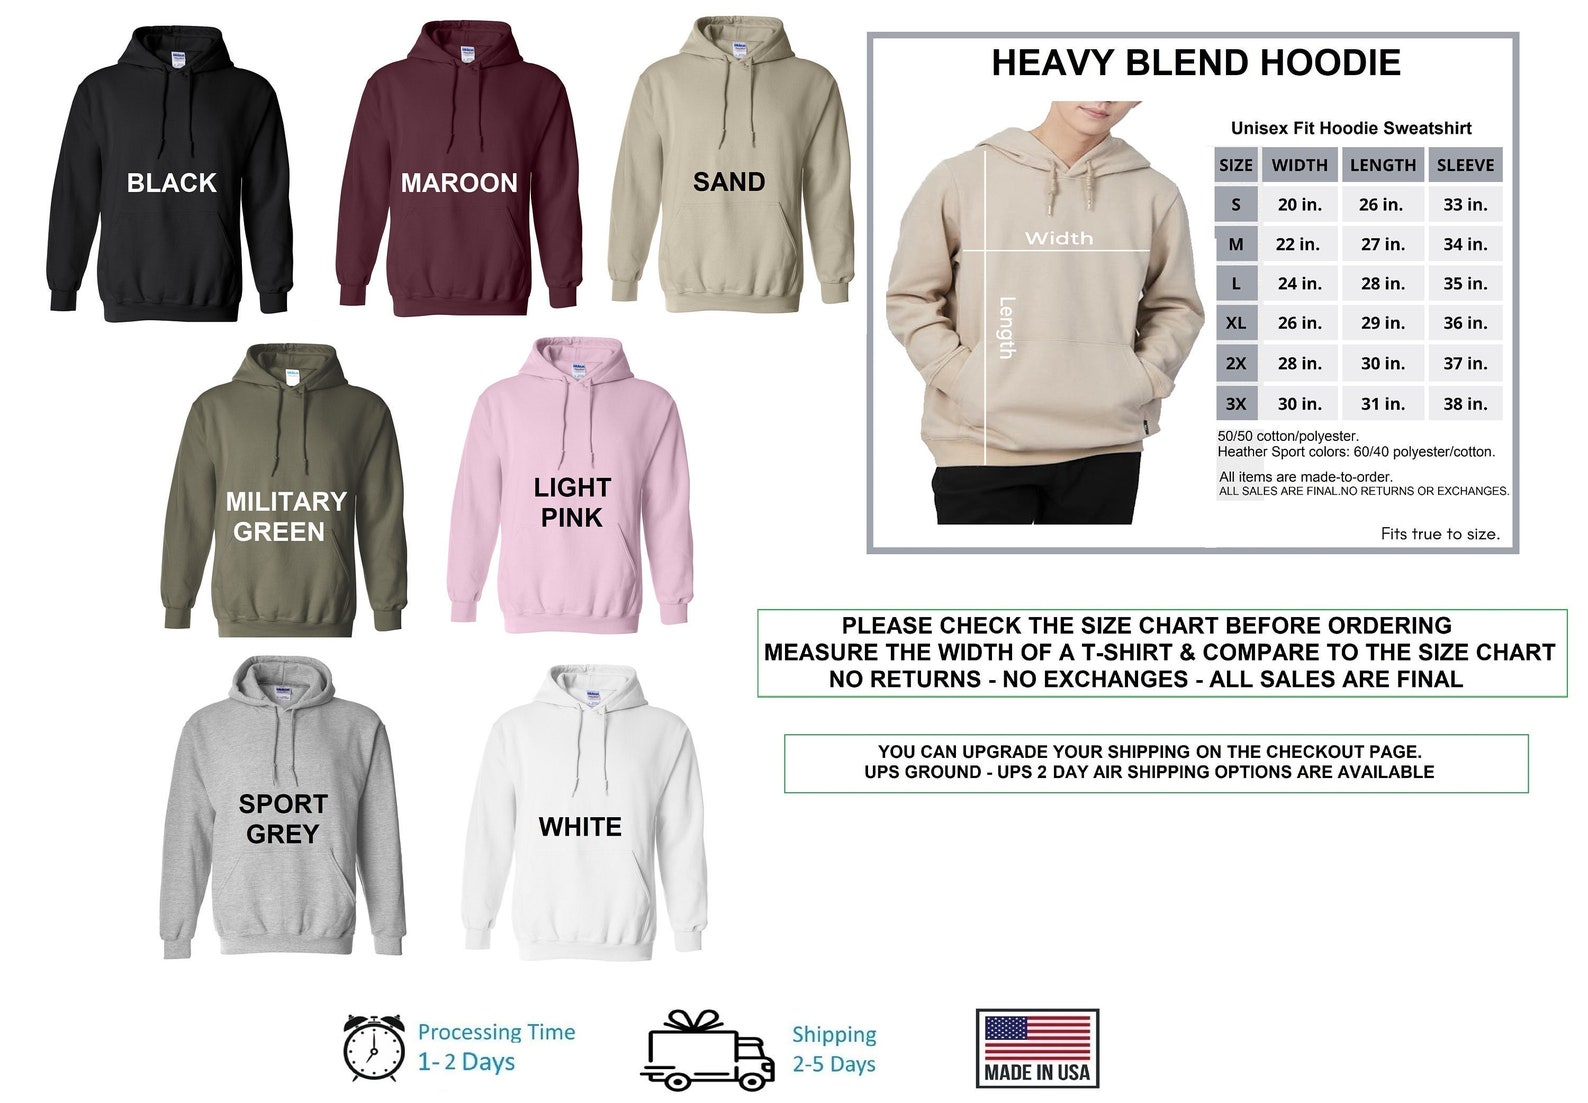 BLACK
MAROON
SAND
MILITARY
GREEN
LIGHT
PINK
SPORT
GREY
WHITE
HEAVY BLEND HOODIE
Width
Length
Unisex Fit Hoodie Sweatshirt
SIZE WIDTH LENGTH SLEEVE
S 20 in. 26 in. 33 in.
M 22 in. 27 in. 34 in.
L 24 in. 28 in. 35 in.
XL 26 in. 29 in. 36 in.
2X 28 in. 30 in. 37 in.
3X 30 in. 31 in. 38 in.
50/50 cotton/polyester.
Heather Sport colors: 60/40 polyester/cotton.
All items are made-to-order.
ALL SALES ARE FINAL.NO RETURNS OR EXCHANGES.
Fits true to size.
PLEASE CHECK THE SIZE CHART BEFORE ORDERING
MEASURE THE WIDTH OF A T-SHIRT & COMPARE TO THE SIZE CHART
NO RETURNS - NO EXCHANGES - ALL SALES ARE FINAL
YOU CAN UPGRADE YOUR SHIPPING ON THE CHECKOUT PAGE.
UPS GROUND - UPS 2 DAY AIR SHIPPING OPTIONS ARE AVAILABLE
Processing Time
1- 2 Days
Shipping
2-5 Days
MADE IN USA